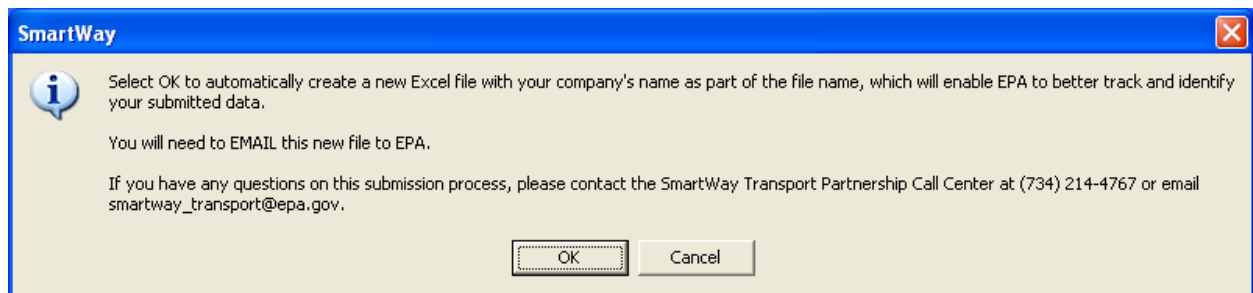 SmartWay
Select OK to automatically create a new Excel file with your company's name as part of the file name, which will enable EPA to better track and identify
your submitted data.
You will need to EMAIL this new file to EPA.
If you have any questions on this submission process, please contact the SmartWay Transport Partnership Call Center at (734) 214-4767 or email
smartway_transport@epa.gov.
OK Cancel